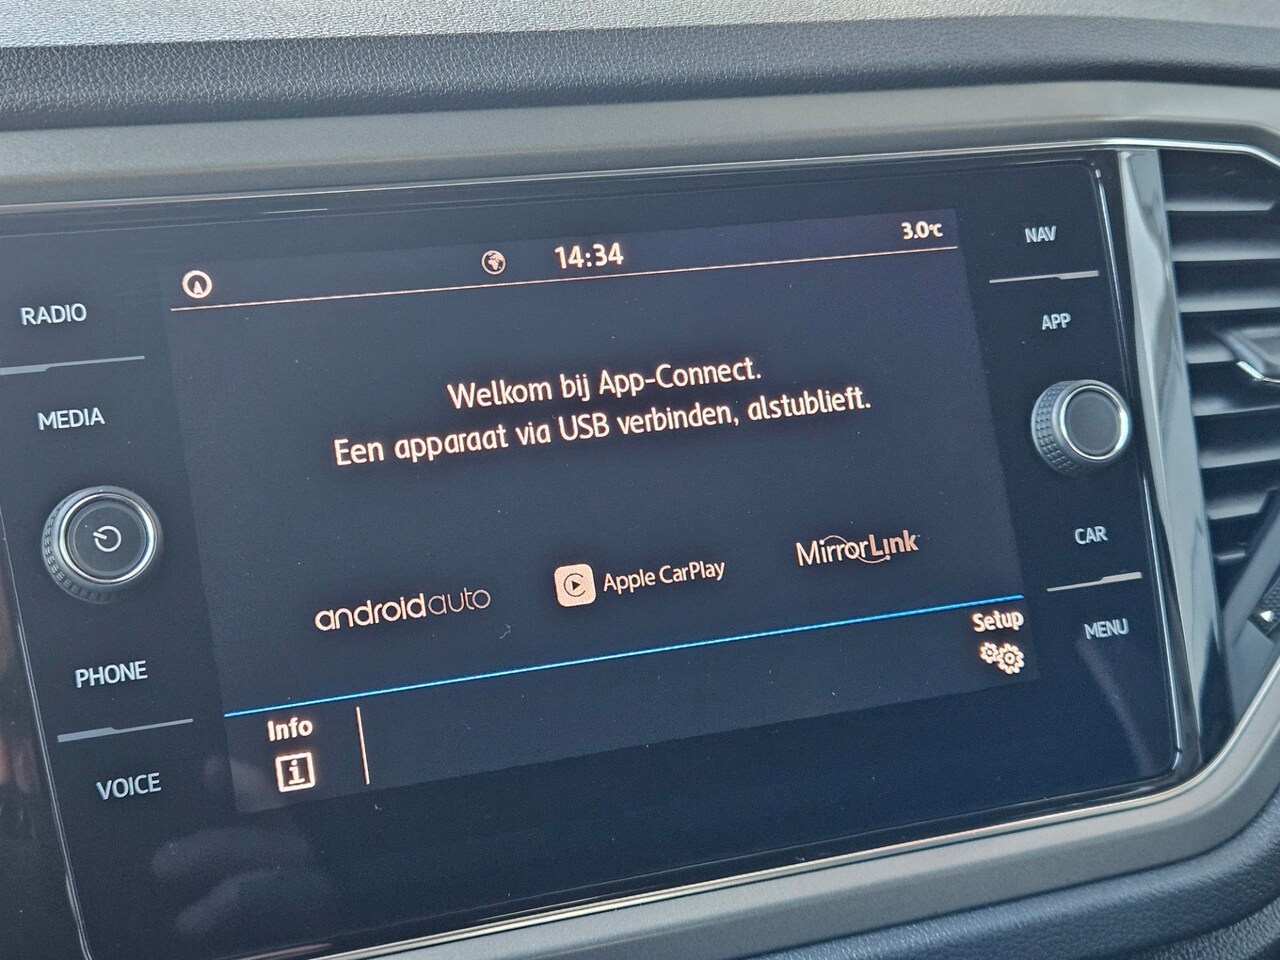 14:34
3.0°C
Welkom bij App-Connect.
Een apparaat via USB verbinden, alstublieft.
androidauto
Apple CarPlay
MirrorLink
Setup
Info
i
RADIO
MEDIA
PHONE
VOICE
NAV
APP
CAR
MENU